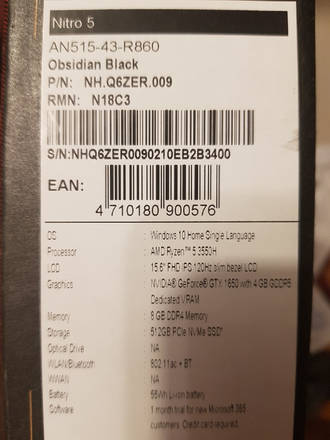 Nitro 5
AN515-43-R860
Obsidian Black
P/N: NH.Q6ZER.009
RMN: N18C3
S/N:NHQ6ZER0090210EB2B3400
EAN:
4 710180 900576
OS : Windows 10 Home Single Language
Processor : AMD Ryzen™ 5 3550H
LCD : 15.6" FHD IPS 120Hz slim bezel LCD
Graphics : NVIDIA® GeForce® GTX 1650 with 4 GB GDDR5
Dedicated VRAM
Memory : 8 GB DDR4 Memory
Storage : 512GB PCIe NVMe SSD*
Optical Drive : NA
WLAN/Bluetooth : 802.11ac + BT
WWAN : NA
Battery : 55Wh Li-ion battery
Software : 1 month trial for new Microsoft 365
customers. Credit card required.